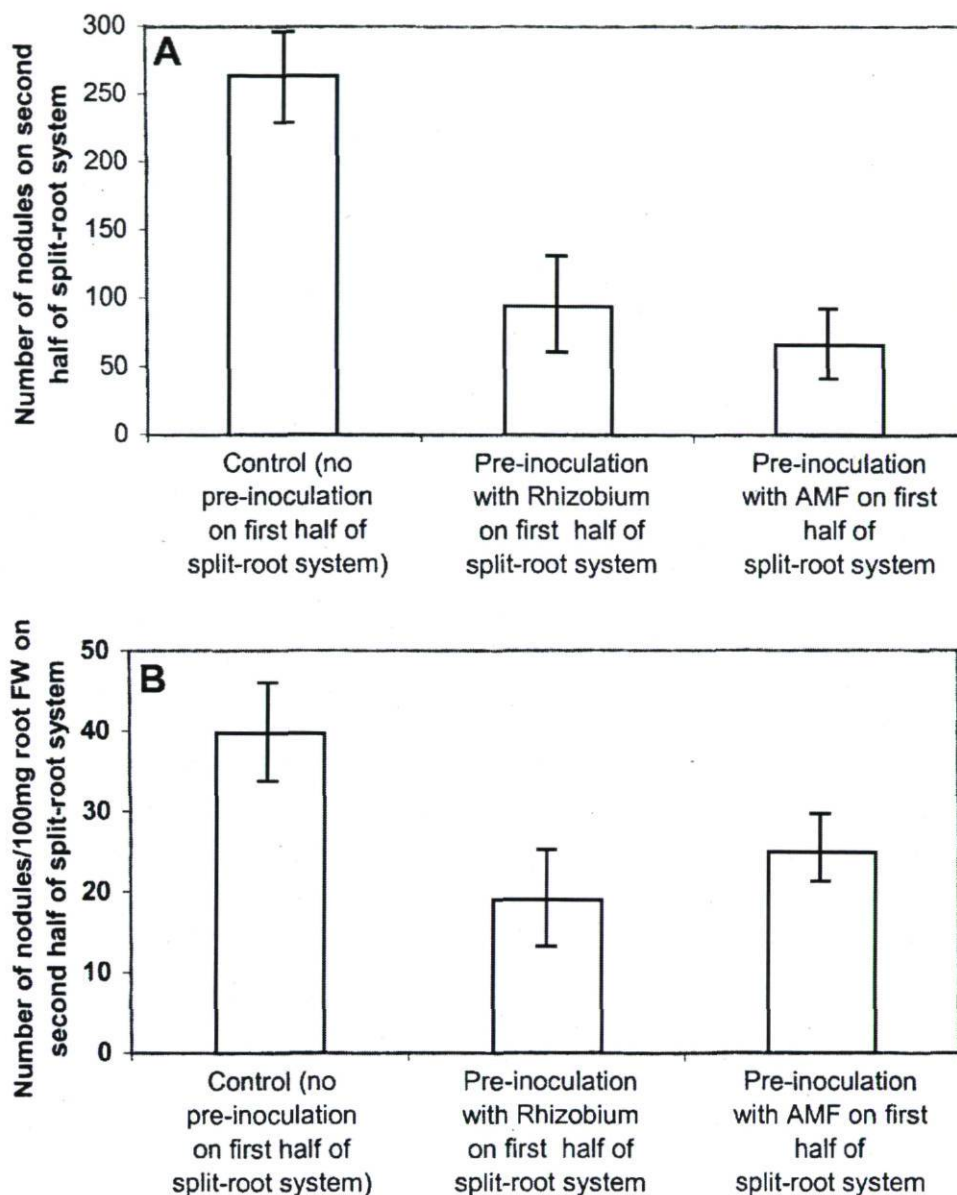 A
Number of nodules on second
half of split-root system
300
250
200
150
100
50
0
Control (no
pre-inoculation
on first half of
split-root system)
Pre-inoculation
with Rhizobium
on first half of
split-root system
Pre-inoculation
with AMF on first
half of
split-root system
B
Number of nodules/100mg root FW on
second half of split-root system
50
40
30
20
10
0
Control (no
pre-inoculation
on first half of
split-root system)
Pre-inoculation
with Rhizobium
on first half of
split-root system
Pre-inoculation
with AMF on first
half of
split-root system